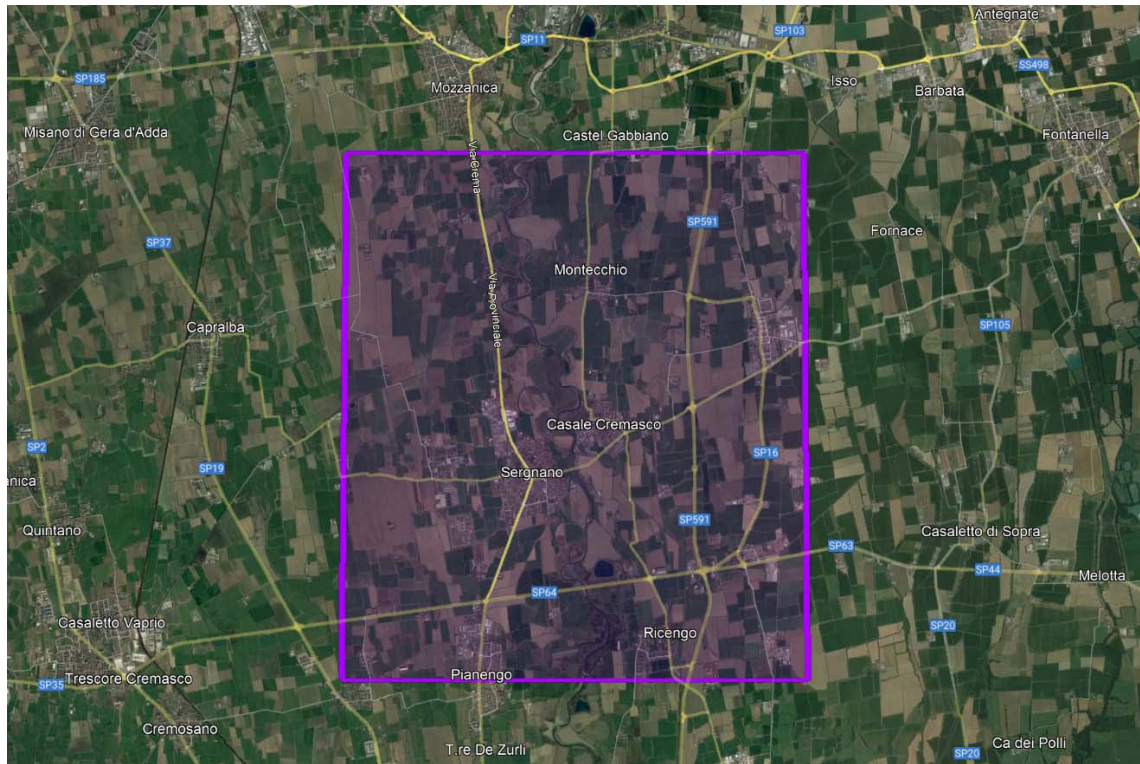 Antegnate
SP103
SP11
SS498
SP185
Isso
Mozzanica
Barbata
Misano di Gera d'Adda
Castel Gabbiano
Fontanella
Via Crema
SP591
Fornace
SP37
Montecchio
Via Provinciale
Capralba
SP105
Casale Cremasco
SP2
SP16
SP19
Sergnano
anica
SP591
Quintano
Casaletto di Sopra
SP63
SP44
Melotta
SP64
Casaletto Vaprio
SP20
Ricengo
Pianengo
Trescore Cremasco
SP35
Cremosano
T.re De Zurli
Ca dei Polli
SP20